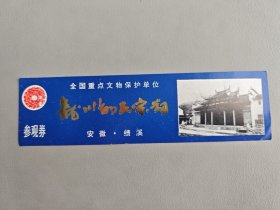 全国重点文物保护单位
龙川胡氏宗祠
安徽·绩溪
参观券